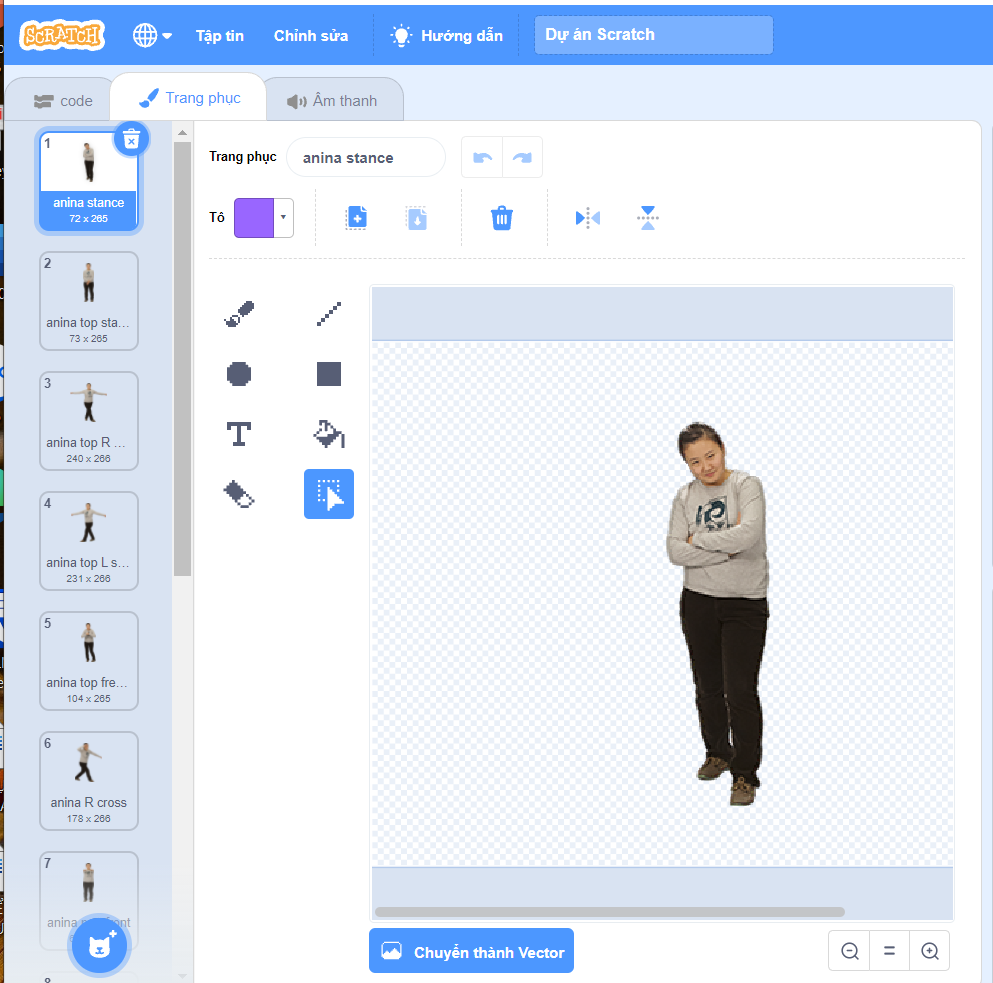 SCRATCH Tập tin Chỉnh sửa Hướng dẫn Dự án Scratch
code Trang phục Âm thanh
1
anina stance
72 x 265
2
anina top sta...
73 x 265
3
anina top R ...
240 x 266
4
anina top L s...
231 x 266
5
anina top fre...
104 x 265
6
anina R cross
178 x 266
7
anina
Trang phục anina stance
Tô
T
Chuyển thành Vector